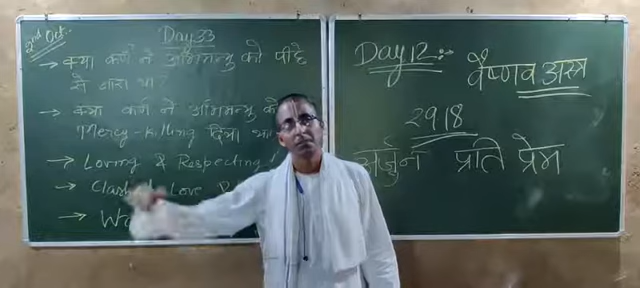 2nd Oct.
Day 33
→ क्या कर्ण ने अभिमन्यु को पीछे
से मारा था?
→ क्या कर्ण ने अभिमन्यु को
Mercy-killing दिया था
→ Loving & Respecting
→ Love
→
Day 12 :-
वैष्णव अस्त्र
2918
अर्जुन प्रति प्रेम